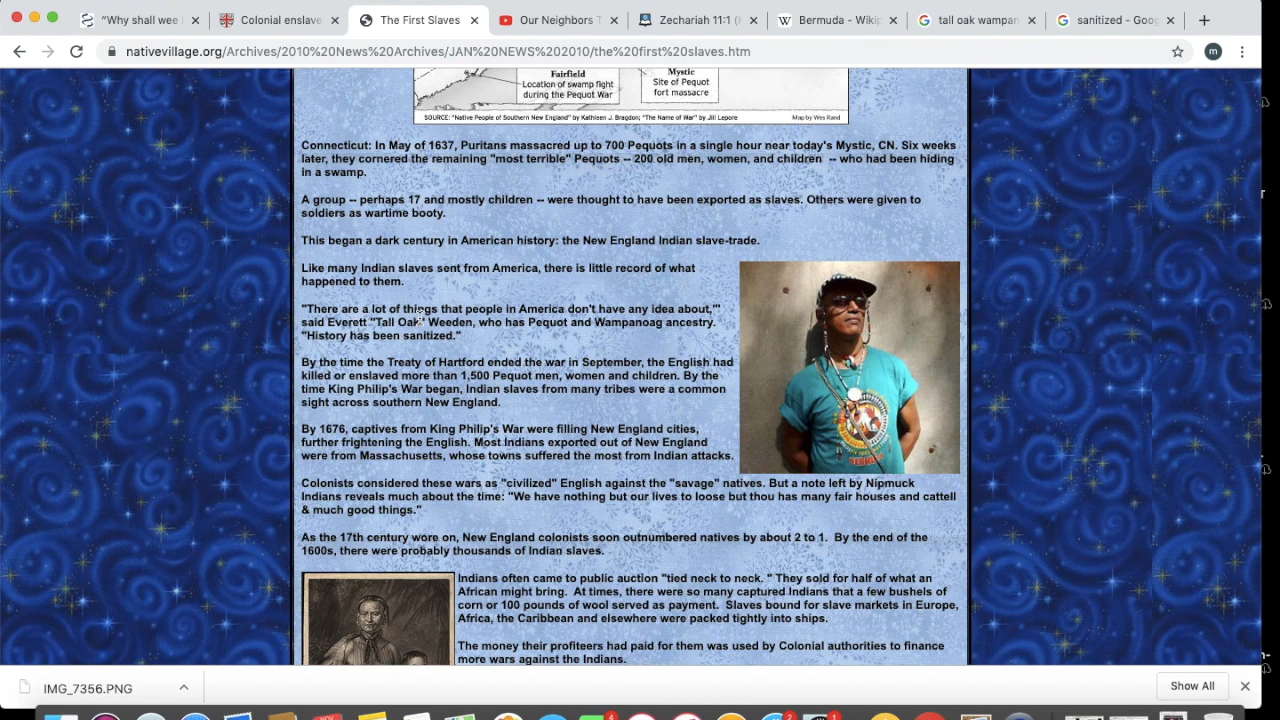 "Why shall wee
Colonial enslave
The First Slaves
Our Neighbors T
Zechariah 11:1 (
Bermuda - Wikip
tall oak wampan
sanitized - Goog
nativevillage.org/Archives/2010%20News%20Archives/JAN%20NEWS%202010/the%20first%20slaves.htm
m
Fairfield
Location of swamp fight
during the Pequot War
Mystic
Site of Pequot
fort massacre
SOURCE: "Native People of Southern New England" by Kathleen J. Bragdon; "The Name of War" by Jill Lepore
Map by Wes Rand
Connecticut: In May of 1637, Puritans massacred up to 700 Pequots in a single hour near today's Mystic, CN. Six weeks
later, they cornered the remaining "most terrible" Pequots -- 200 old men, women, and children -- who had been hiding
in a swamp.
A group -- perhaps 17 and mostly children -- were thought to have been exported as slaves. Others were given to
soldiers as wartime booty.
This began a dark century in American history: the New England Indian slave-trade.
Like many Indian slaves sent from America, there is little record of what
happened to them.
"There are a lot of things that people in America don't have any idea about,'"
said Everett "Tall Oak" Weeden, who has Pequot and Wampanoag ancestry.
"History has been sanitized."
By the time the Treaty of Hartford ended the war in September, the English had
killed or enslaved more than 1,500 Pequot men, women and children. By the
time King Philip's War began, Indian slaves from many tribes were a common
sight across southern New England.
By 1676, captives from King Philip's War were filling New England cities,
further frightening the English. Most Indians exported out of New England
were from Massachusetts, whose towns suffered the most from Indian attacks.
Colonists considered these wars as "civilized" English against the "savage" natives. But a note left by Nipmuck
Indians reveals much about the time: "We have nothing but our lives to loose but thou has many fair houses and cattell
& much good things."
As the 17th century wore on, New England colonists soon outnumbered natives by about 2 to 1. By the end of the
1600s, there were probably thousands of Indian slaves.
Indians often came to public auction "tied neck to neck. " They sold for half of what an
African might bring. At times, there were so many captured Indians that a few bushels of
corn or 100 pounds of wool served as payment. Slaves bound for slave markets in Europe,
Africa, the Caribbean and elsewhere were packed tightly into ships.
The money their profiteers had paid for them was used by Colonial authorities to finance
more wars against the Indians.
IMG_7356.PNG
Show All
NOV
4
2
1